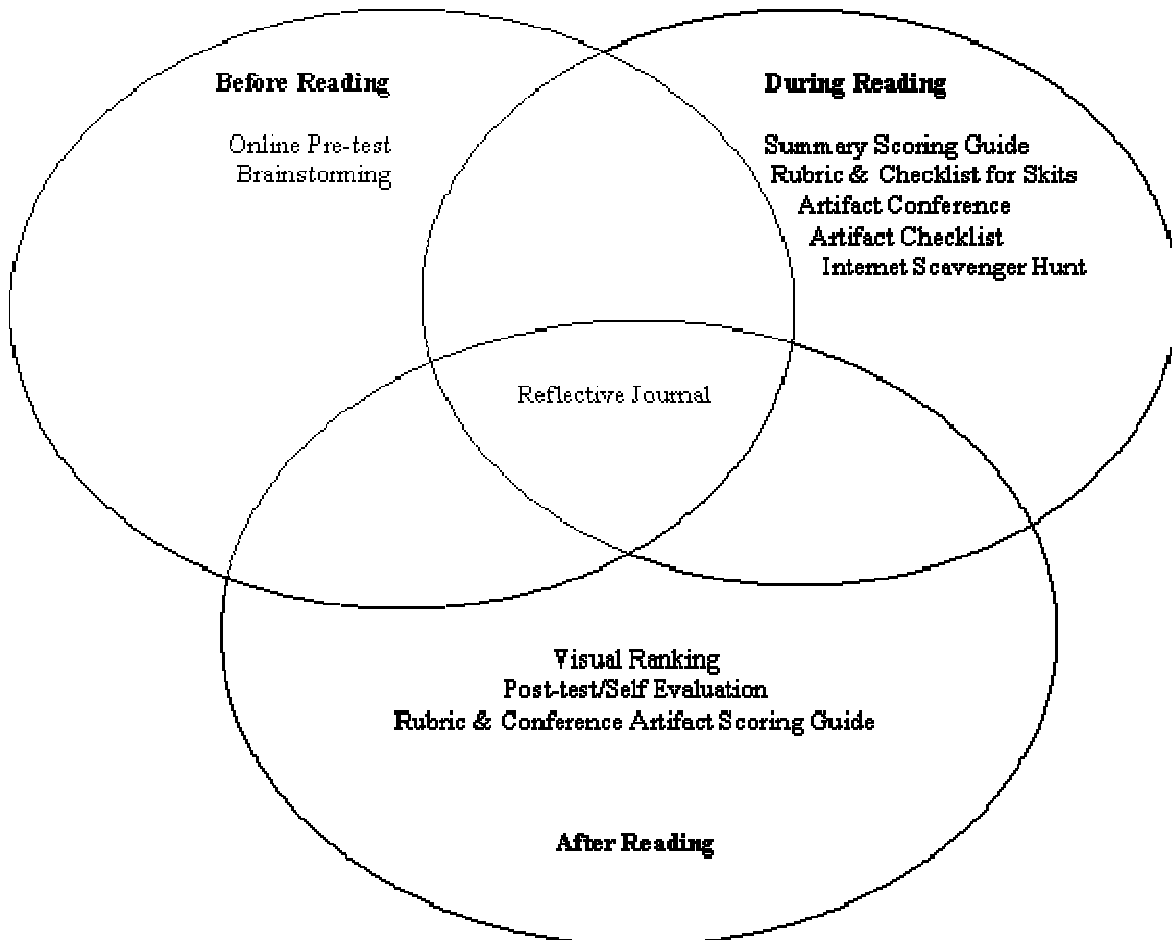 Before Reading
Online Pre-test
Brainstorming
During Reading
Summary Scoring Guide
Rubric & Checklist for Skits
Artifact Conference
Artifact Checklist
Internet Scavenger Hunt
Reflective Journal
Visual Ranking
Post-test/Self Evaluation
Rubric & Conference Artifact Scoring Guide
After Reading